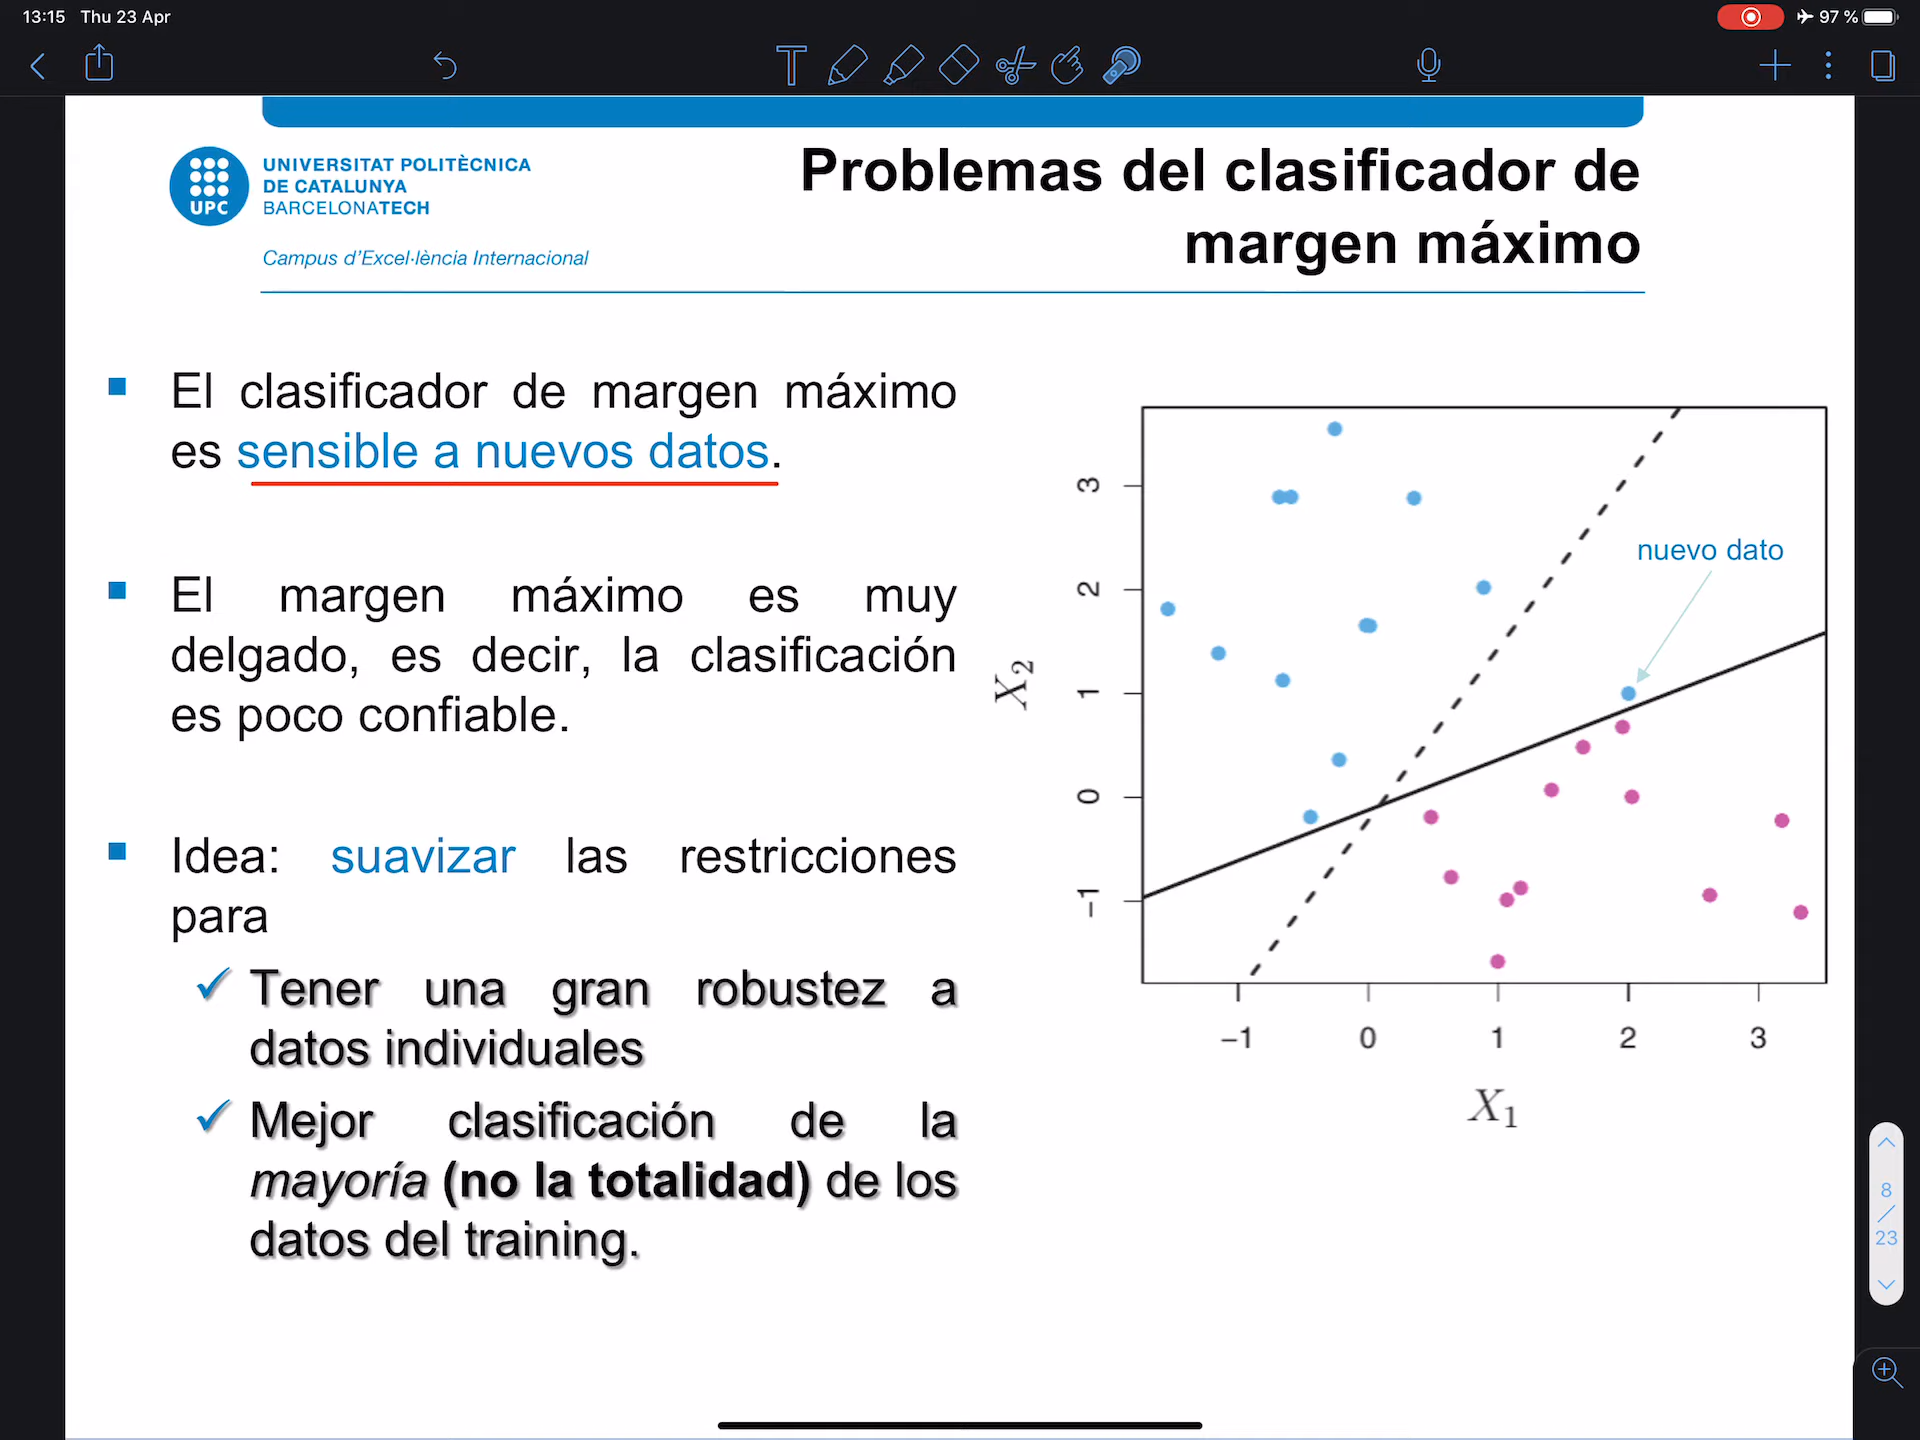 13:15 Thu 23 Apr
97 %
UNIVERSITAT POLITÈCNICA
DE CATALUNYA
BARCELONATECH
UPC
Campus d'Excel·lència Internacional
Problemas del clasificador de
margen máximo
El clasificador de margen máximo
es sensible a nuevos datos.
El margen máximo es muy
delgado, es decir, la clasificación
es poco confiable.
Idea: suavizar las restricciones
para
Tener una gran robustez a
datos individuales
Mejor clasificación de la
mayoría (no la totalidad) de los
datos del training.
nuevo dato
3
2
1
0
−1
X2
−1 0 1 2 3
X1
8
/
23